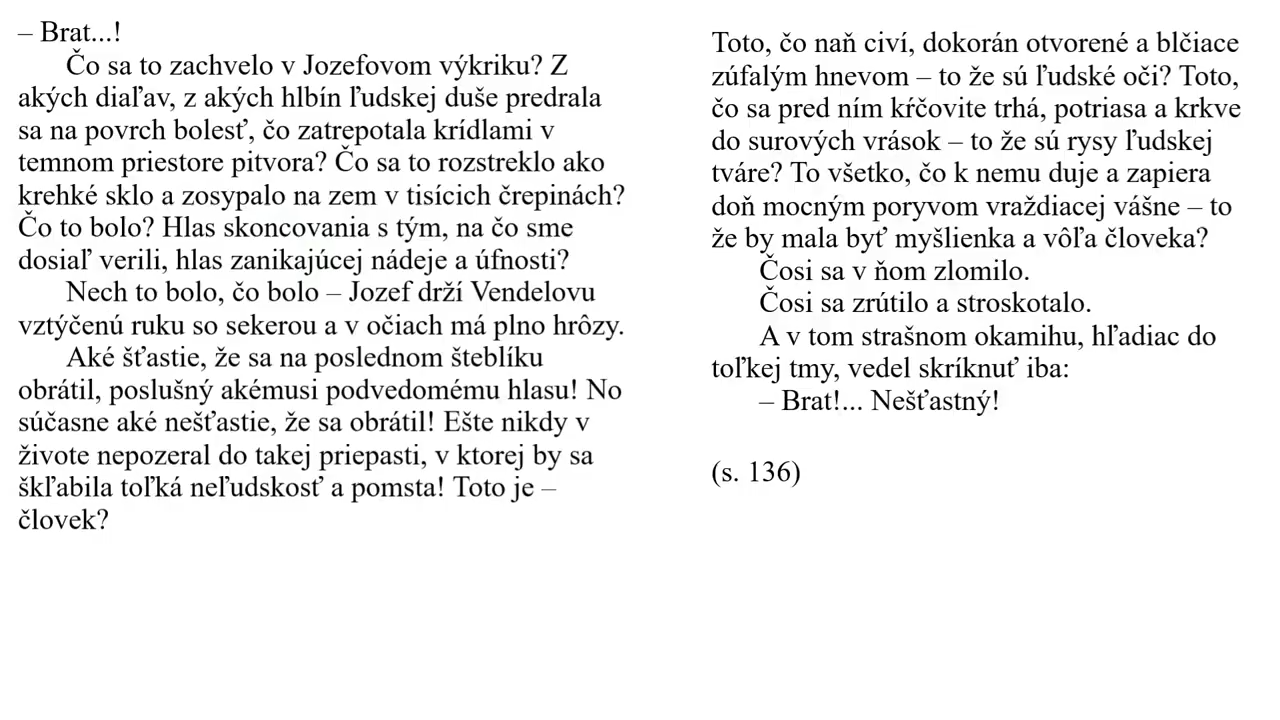 – Brat...!
Čo sa to zachvelo v Jozefovom výkriku? Z
akých diaľav, z akých hlbín ľudskej duše predrala
sa na povrch bolesť, čo zatrepotala krídlami v
temnom priestore pitvora? Čo sa to rozstreklo ako
krehké sklo a zosypalo na zem v tisícich črepinách?
Čo to bolo? Hlas skoncovania s tým, na čo sme
dosiaľ verili, hlas zanikajúcej nádeje a úfnosti?
Nech to bolo, čo bolo – Jozef drží Vendelovu
vztýčenú ruku so sekerou a v očiach má plno hrôzy.
Aké šťastie, že sa na poslednom šteblíku
obrátil, poslušný akémusi podvedomému hlasu! No
súčasne aké nešťastie, že sa obrátil! Ešte nikdy v
živote nepozeral do takej priepasti, v ktorej by sa
škľabila toľká neľudskosť a pomsta! Toto je –
človek?
Toto, čo naň civí, dokorán otvorené a blčiace
zúfalým hnevom – to že sú ľudské oči? Toto,
čo sa pred ním kŕčovite trhá, potriasa a krkve
do surových vrások – to že sú rysy ľudskej
tváre? To všetko, čo k nemu duje a zapiera
doň mocným poryvom vraždiacej vášne – to
že by mala byť myšlienka a vôľa človeka?
Čosi sa v ňom zlomilo.
Čosi sa zrútilo a stroskotalo.
A v tom strašnom okamihu, hľadiac do
toľkej tmy, vedel skríknuť iba:
– Brat!... Nešťastný!
(s. 136)